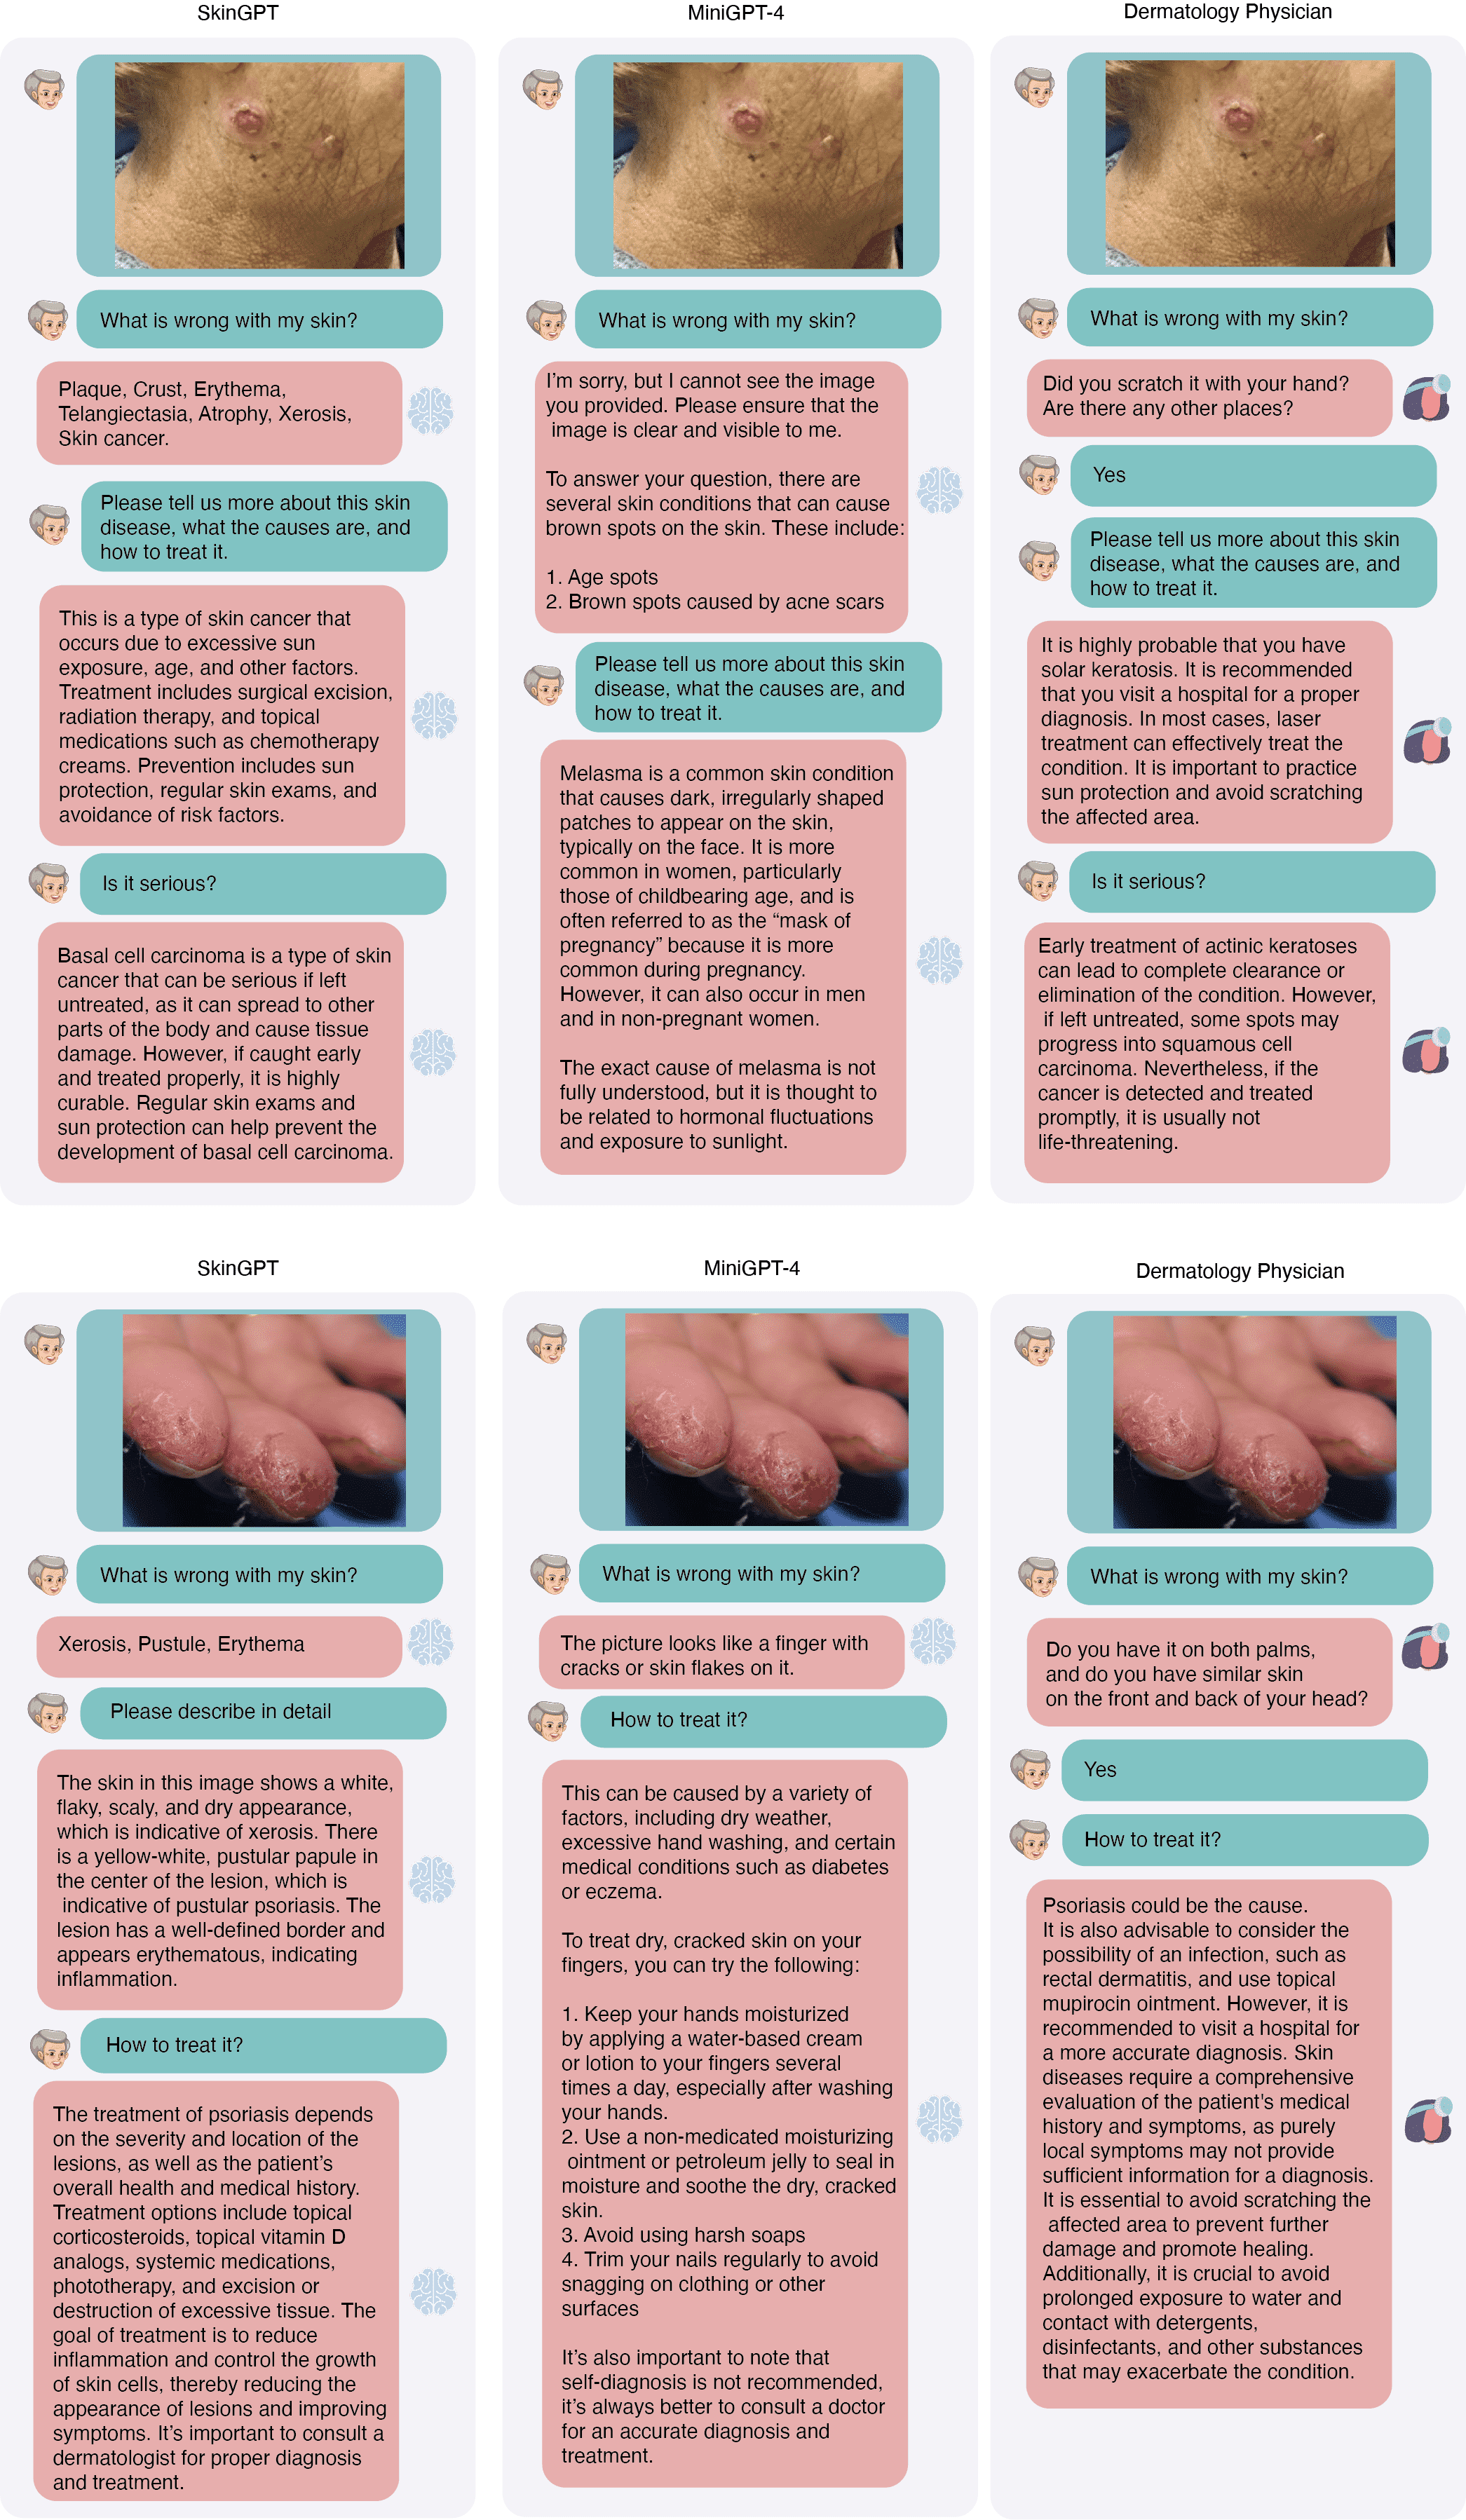 SkinGPT
What is wrong with my skin?
Plaque, Crust, Erythema,
Telangiectasia, Atrophy, Xerosis,
Skin cancer.
Please tell us more about this skin
disease, what the causes are, and
how to treat it.
This is a type of skin cancer that
occurs due to excessive sun
exposure, age, and other factors.
Treatment includes surgical excision,
radiation therapy, and topical
medications such as chemotherapy
creams. Prevention includes sun
protection, regular skin exams, and
avoidance of risk factors.
Is it serious?
Basal cell carcinoma is a type of skin
cancer that can be serious if left
untreated, as it can spread to other
parts of the body and cause tissue
damage. However, if caught early
and treated properly, it is highly
curable. Regular skin exams and
sun protection can help prevent the
development of basal cell carcinoma.
MiniGPT-4
What is wrong with my skin?
I'm sorry, but I cannot see the image
you provided. Please ensure that the
image is clear and visible to me.
To answer your question, there are
several skin conditions that can cause
brown spots on the skin. These include:
1. Age spots
2. Brown spots caused by acne scars
Please tell us more about this skin
disease, what the causes are, and
how to treat it.
Melasma is a common skin condition
that causes dark, irregularly shaped
patches to appear on the skin,
typically on the face. It is more
common in women, particularly
those of childbearing age, and is
often referred to as the “mask of
pregnancy” because it is more
common during pregnancy.
However, it can also occur in men
and in non-pregnant women.
The exact cause of melasma is not
fully understood, but it is thought to
be related to hormonal fluctuations
and exposure to sunlight.
Dermatology Physician
What is wrong with my skin?
Did you scratch it with your hand?
Are there any other places?
Yes
Please tell us more about this skin
disease, what the causes are, and
how to treat it.
It is highly probable that you have
solar keratosis. It is recommended
that you visit a hospital for a proper
diagnosis. In most cases, laser
treatment can effectively treat the
condition. It is important to practice
sun protection and avoid scratching
the affected area.
Is it serious?
Early treatment of actinic keratoses
can lead to complete clearance or
elimination of the condition. However,
if left untreated, some spots may
progress into squamous cell
carcinoma. Nevertheless, if the
cancer is detected and treated
promptly, it is usually not
life-threatening.
SkinGPT
What is wrong with my skin?
Xerosis, Pustule, Erythema
Please describe in detail
The skin in this image shows a white,
flaky, scaly, and dry appearance,
which is indicative of xerosis. There
is a yellow-white, pustular papule in
the center of the lesion, which is
indicative of pustular psoriasis. The
lesion has a well-defined border and
appears erythematous, indicating
inflammation.
How to treat it?
The treatment of psoriasis depends
on the severity and location of the
lesions, as well as the patient's
overall health and medical history.
Treatment options include topical
corticosteroids, topical vitamin D
analogs, systemic medications,
phototherapy, and excision or
destruction of excessive tissue. The
goal of treatment is to reduce
inflammation and control the growth
of skin cells, thereby reducing the
appearance of lesions and improving
symptoms. It's important to consult a
dermatologist for proper diagnosis
and treatment.
MiniGPT-4
What is wrong with my skin?
The picture looks like a finger with
cracks or skin flakes on it.
How to treat it?
This can be caused by a variety of
factors, including dry weather,
excessive hand washing, and certain
medical conditions such as diabetes
or eczema.
To treat dry, cracked skin on your
fingers, you can try the following:
1. Keep your hands moisturized
by applying a water-based cream
or lotion to your fingers several
times a day, especially after washing
your hands.
2. Use a non-medicated moisturizing
ointment or petroleum jelly to seal in
moisture and soothe the dry, cracked
skin.
3. Avoid using harsh soaps
4. Trim your nails regularly to avoid
snagging on clothing or other
surfaces
It's also important to note that
self-diagnosis is not recommended,
it's always better to consult a doctor
for an accurate diagnosis and
treatment.
Dermatology Physician
What is wrong with my skin?
Do you have it on both palms,
and do you have similar skin
on the front and back of your head?
Yes
How to treat it?
Psoriasis could be the cause.
It is also advisable to consider the
possibility of an infection, such as
rectal dermatitis, and use topical
mupirocin ointment. However, it is
recommended to visit a hospital for
a more accurate diagnosis. Skin
diseases require a comprehensive
evaluation of the patient's medical
history and symptoms, as purely
local symptoms may not provide
sufficient information for a diagnosis.
It is essential to avoid scratching the
affected area to prevent further
damage and promote healing.
Additionally, it is crucial to avoid
prolonged exposure to water and
contact with detergents,
disinfectants, and other substances
that may exacerbate the condition.